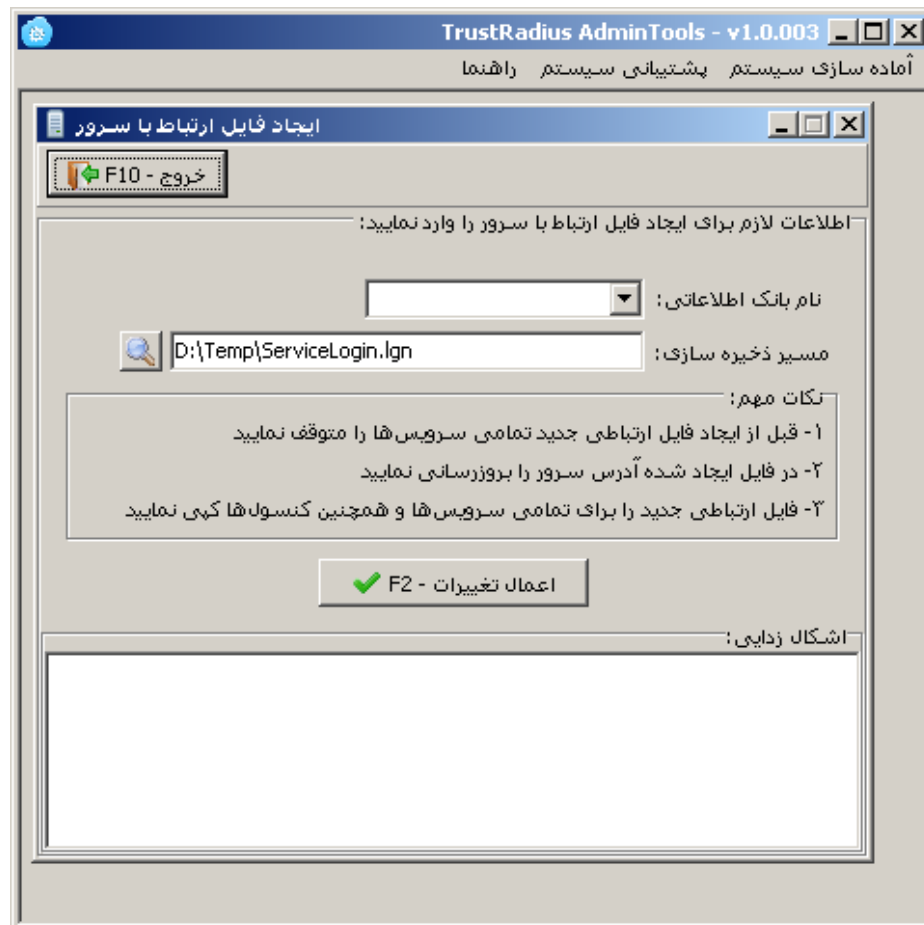 TrustRadius AdminTools - v1.0.003
آماده سازی سیستم پشتیبانی سیستم راهنما
ایجاد فایل ارتباط با سرور
خروج - F10
اطلاعات لازم برای ایجاد فایل ارتباط با سرور را وارد نمایید:
نام بانک اطلاعاتی:
مسیر ذخیره سازی: D:\Temp\ServiceLogin.lgn
نکات مهم:
۱- قبل از ایجاد فایل ارتباطی جدید تمامی سرویس‌ها را متوقف نمایید
۲- در فایل ایجاد شده آدرس سرور را بروزرسانی نمایید
۳- فایل ارتباطی جدید را برای تمامی سرویس‌ها و همچنین کنسول‌ها کپی نمایید
اعمال تغییرات - F2
اشکال زدایی: